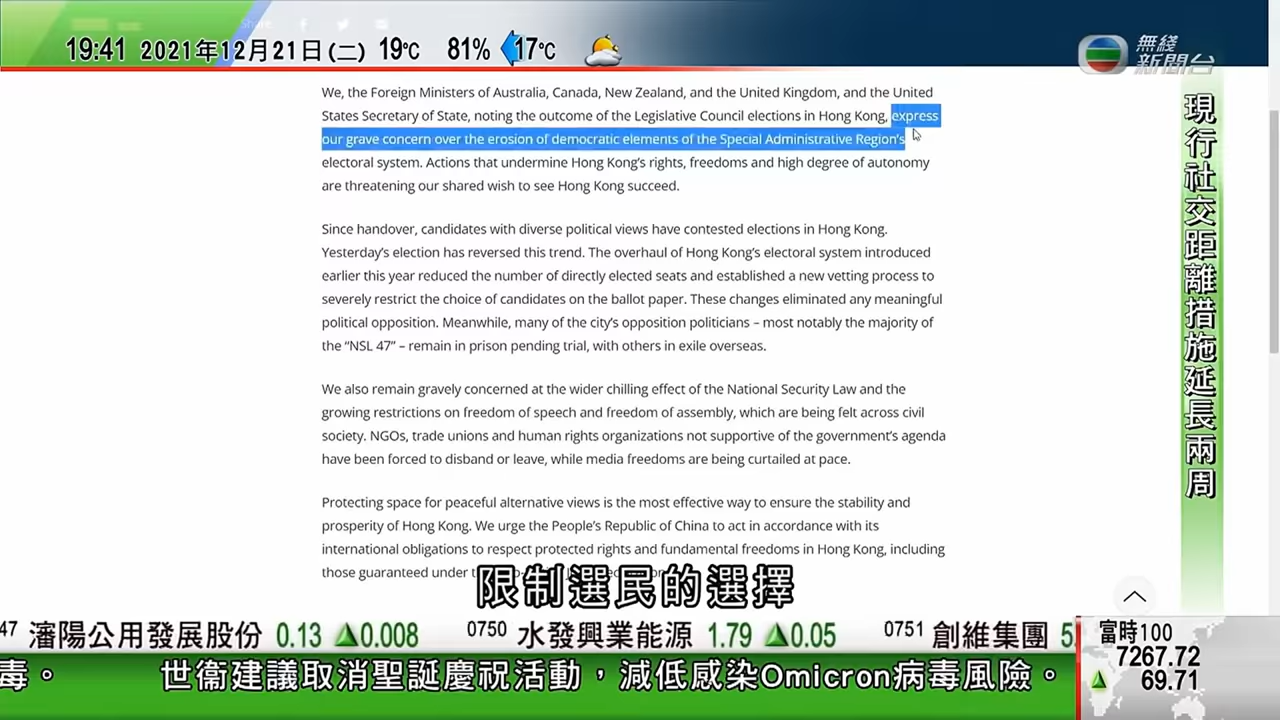 Share
19:41 2021年12月21日(二) 19℃ 81% 17℃
無綫
新聞台
We, the Foreign Ministers of Australia, Canada, New Zealand, and the United Kingdom, and the United
States Secretary of State, noting the outcome of the Legislative Council elections in Hong Kong, express
our grave concern over the erosion of democratic elements of the Special Administrative Region's
electoral system. Actions that undermine Hong Kong's rights, freedoms and high degree of autonomy
are threatening our shared wish to see Hong Kong succeed.
Since handover, candidates with diverse political views have contested elections in Hong Kong.
Yesterday's election has reversed this trend. The overhaul of Hong Kong's electoral system introduced
earlier this year reduced the number of directly elected seats and established a new vetting process to
severely restrict the choice of candidates on the ballot paper. These changes eliminated any meaningful
political opposition. Meanwhile, many of the city's opposition politicians – most notably the majority of
the “NSL 47” – remain in prison pending trial, with others in exile overseas.
We also remain gravely concerned at the wider chilling effect of the National Security Law and the
growing restrictions on freedom of speech and freedom of assembly, which are being felt across civil
society. NGOs, trade unions and human rights organizations not supportive of the government's agenda
have been forced to disband or leave, while media freedoms are being curtailed at pace.
Protecting space for peaceful alternative views is the most effective way to ensure the stability and
prosperity of Hong Kong. We urge the People's Republic of China to act in accordance with its
international obligations to respect protected rights and fundamental freedoms in Hong Kong, including
those guaranteed under
現行社交距離措施延長兩周
限制選民的選擇
47 瀋陽公用發展股份 0.13 ▲0.008 0750 水發興業能源 1.79 ▲0.05 0751 創維集團 5
富時100
7267.72
▲ 69.71
毒。 世衞建議取消聖誕慶祝活動，減低感染Omicron病毒風險。